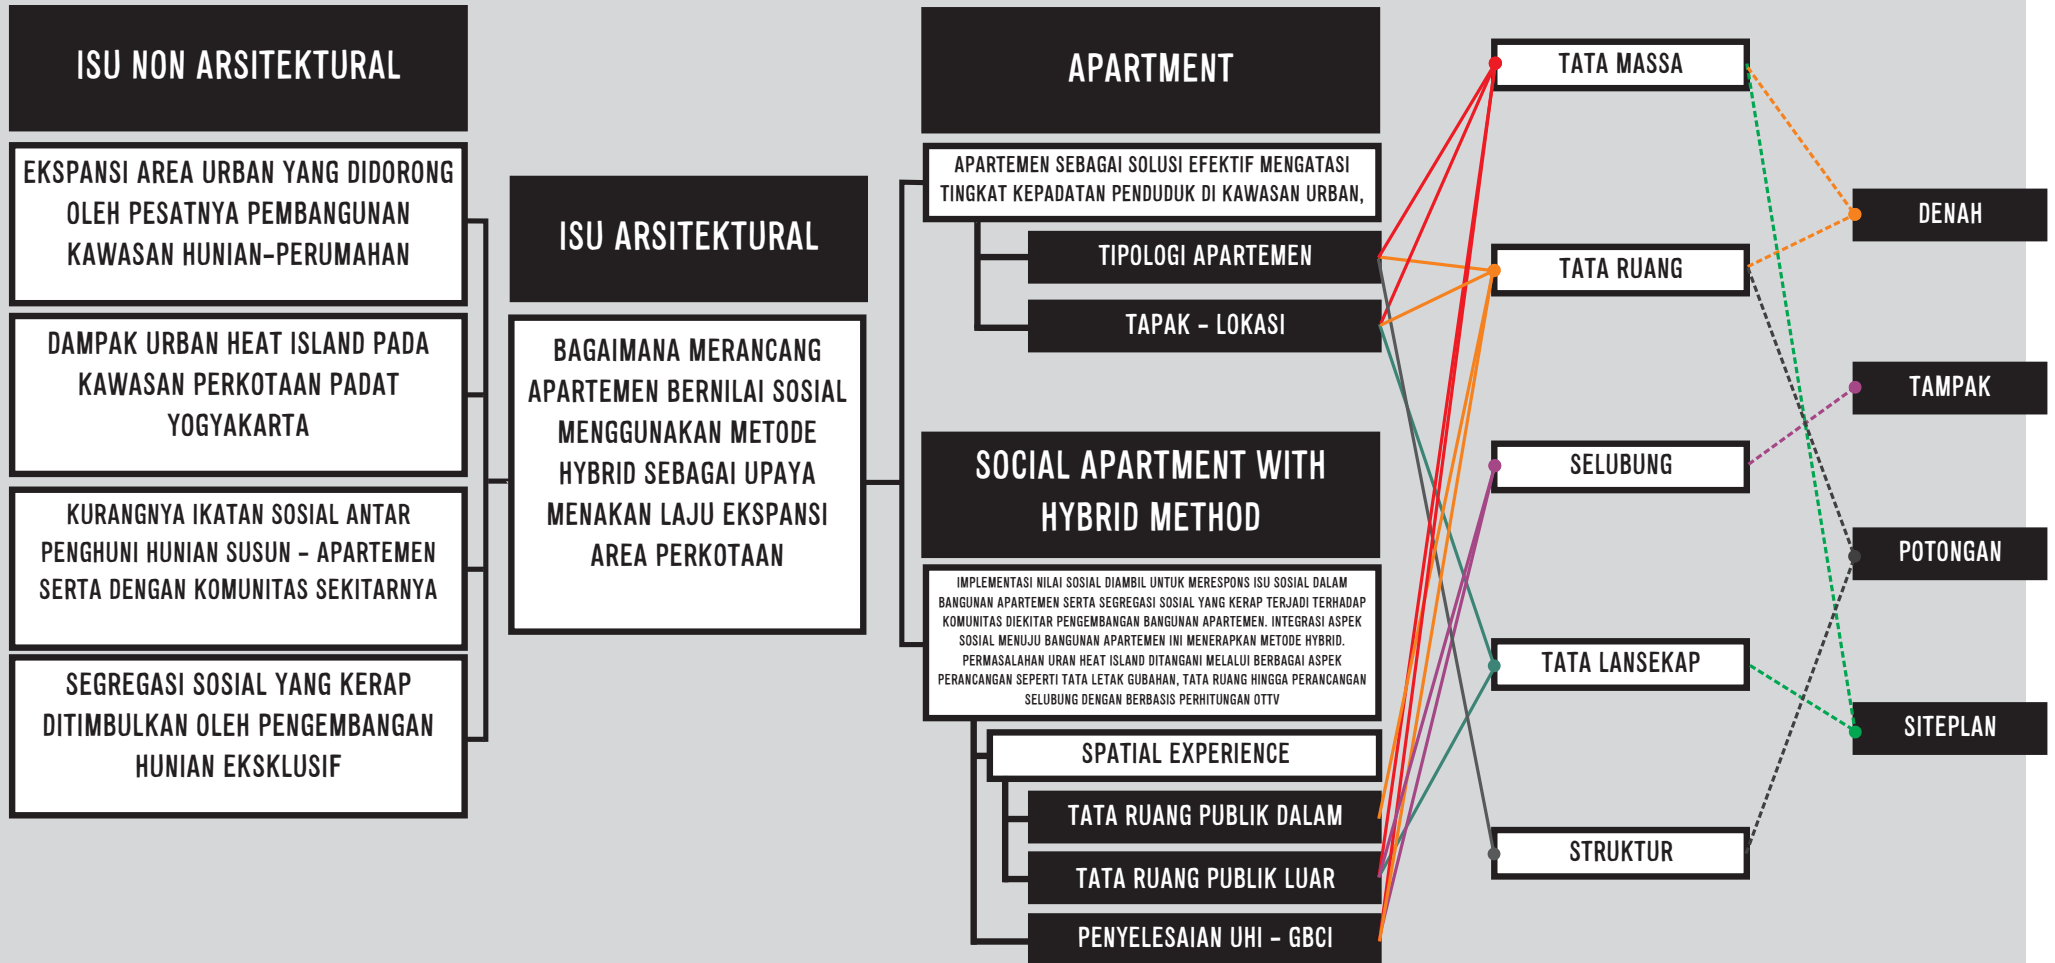 ISU NON ARSITEKTURAL
EKSPANSI AREA URBAN YANG DIDORONG
OLEH PESATNYA PEMBANGUNAN
KAWASAN HUNIAN-PERUMAHAN
DAMPAK URBAN HEAT ISLAND PADA
KAWASAN PERKOTAAN PADAT
YOGYAKARTA
KURANGNYA IKATAN SOSIAL ANTAR
PENGHUNI HUNIAN SUSUN - APARTEMEN
SERTA DENGAN KOMUNITAS SEKITARNYA
SEGREGASI SOSIAL YANG KERAP
DITIMBULKAN OLEH PENGEMBANGAN
HUNIAN EKSKLUSIF
ISU ARSITEKTURAL
BAGAIMANA MERANCANG
APARTEMEN BERNILAI SOSIAL
MENGGUNAKAN METODE
HYBRID SEBAGAI UPAYA
MENAKAN LAJU EKSPANSI
AREA PERKOTAAN
APARTMENT
APARTEMEN SEBAGAI SOLUSI EFEKTIF MENGATASI
TINGKAT KEPADATAN PENDUDUK DI KAWASAN URBAN,
TIPOLOGI APARTEMEN
TAPAK - LOKASI
SOCIAL APARTMENT WITH
HYBRID METHOD
IMPLEMENTASI NILAI SOSIAL DIAMBIL UNTUK MERESPONS ISU SOSIAL DALAM
BANGUNAN APARTEMEN SERTA SEGREGASI SOSIAL YANG KERAP TERJADI TERHADAP
KOMUNITAS DIEKITAR PENGEMBANGAN BANGUNAN APARTEMEN. INTEGRASI ASPEK
SOSIAL MENUJU BANGUNAN APARTEMEN INI MENERAPKAN METODE HYBRID.
PERMASALAHAN URAN HEAT ISLAND DITANGANI MELALUI BERBAGAI ASPEK
PERANCANGAN SEPERTI TATA LETAK GUBAHAN, TATA RUANG HINGGA PERANCANGAN
SELUBUNG DENGAN BERBASIS PERHITUNGAN OTTV
SPATIAL EXPERIENCE
TATA RUANG PUBLIK DALAM
TATA RUANG PUBLIK LUAR
PENYELESAIAN UHI - GBCI
TATA MASSA
TATA RUANG
SELUBUNG
TATA LANSEKAP
STRUKTUR
DENAH
TAMPAK
POTONGAN
SITEPLAN